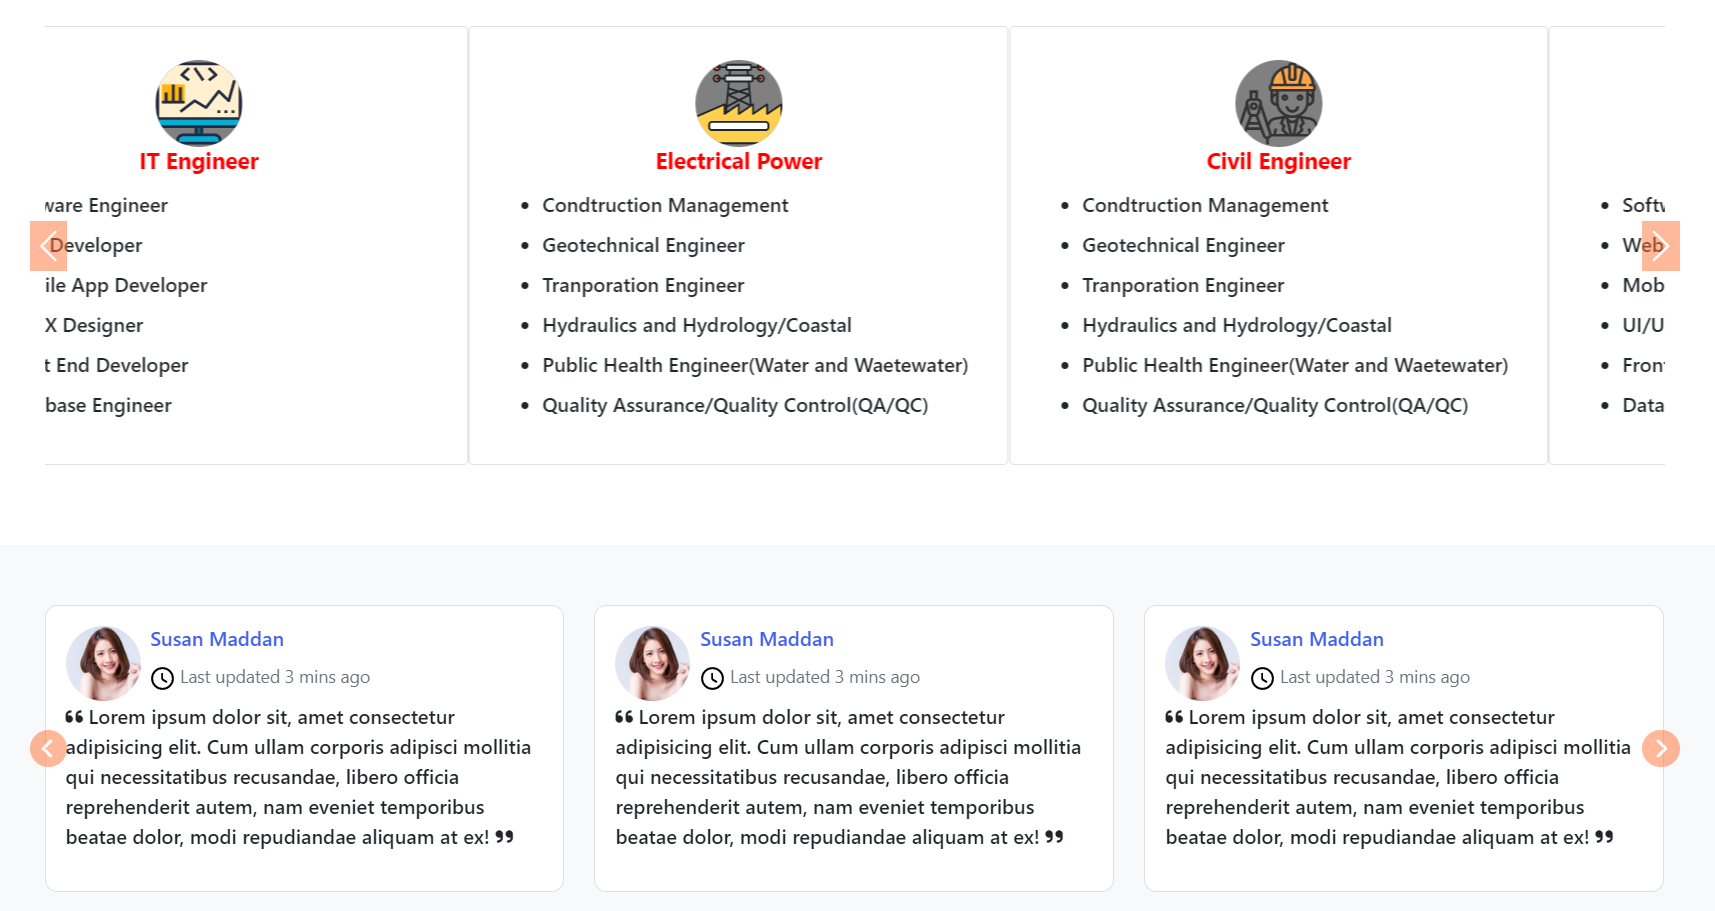 IT Engineer
ware Engineer
Developer
ile App Developer
X Designer
t End Developer
base Engineer
Electrical Power
• Condtruction Management
• Geotechnical Engineer
• Tranporation Engineer
• Hydraulics and Hydrology/Coastal
• Public Health Engineer(Water and Waetewater)
• Quality Assurance/Quality Control(QA/QC)
Civil Engineer
• Condtruction Management
• Geotechnical Engineer
• Tranporation Engineer
• Hydraulics and Hydrology/Coastal
• Public Health Engineer(Water and Waetewater)
• Quality Assurance/Quality Control(QA/QC)
• Softw
• Web
• Mob
• UI/U
• Fron
• Data
Susan Maddan
Last updated 3 mins ago
❝ Lorem ipsum dolor sit, amet consectetur
adipisicing elit. Cum ullam corporis adipisci mollitia
qui necessitatibus recusandae, libero officia
reprehenderit autem, nam eveniet temporibus
beatae dolor, modi repudiandae aliquam at ex! ❞
Susan Maddan
Last updated 3 mins ago
❝ Lorem ipsum dolor sit, amet consectetur
adipisicing elit. Cum ullam corporis adipisci mollitia
qui necessitatibus recusandae, libero officia
reprehenderit autem, nam eveniet temporibus
beatae dolor, modi repudiandae aliquam at ex! ❞
Susan Maddan
Last updated 3 mins ago
❝ Lorem ipsum dolor sit, amet consectetur
adipisicing elit. Cum ullam corporis adipisci mollitia
qui necessitatibus recusandae, libero officia
reprehenderit autem, nam eveniet temporibus
beatae dolor, modi repudiandae aliquam at ex! ❞